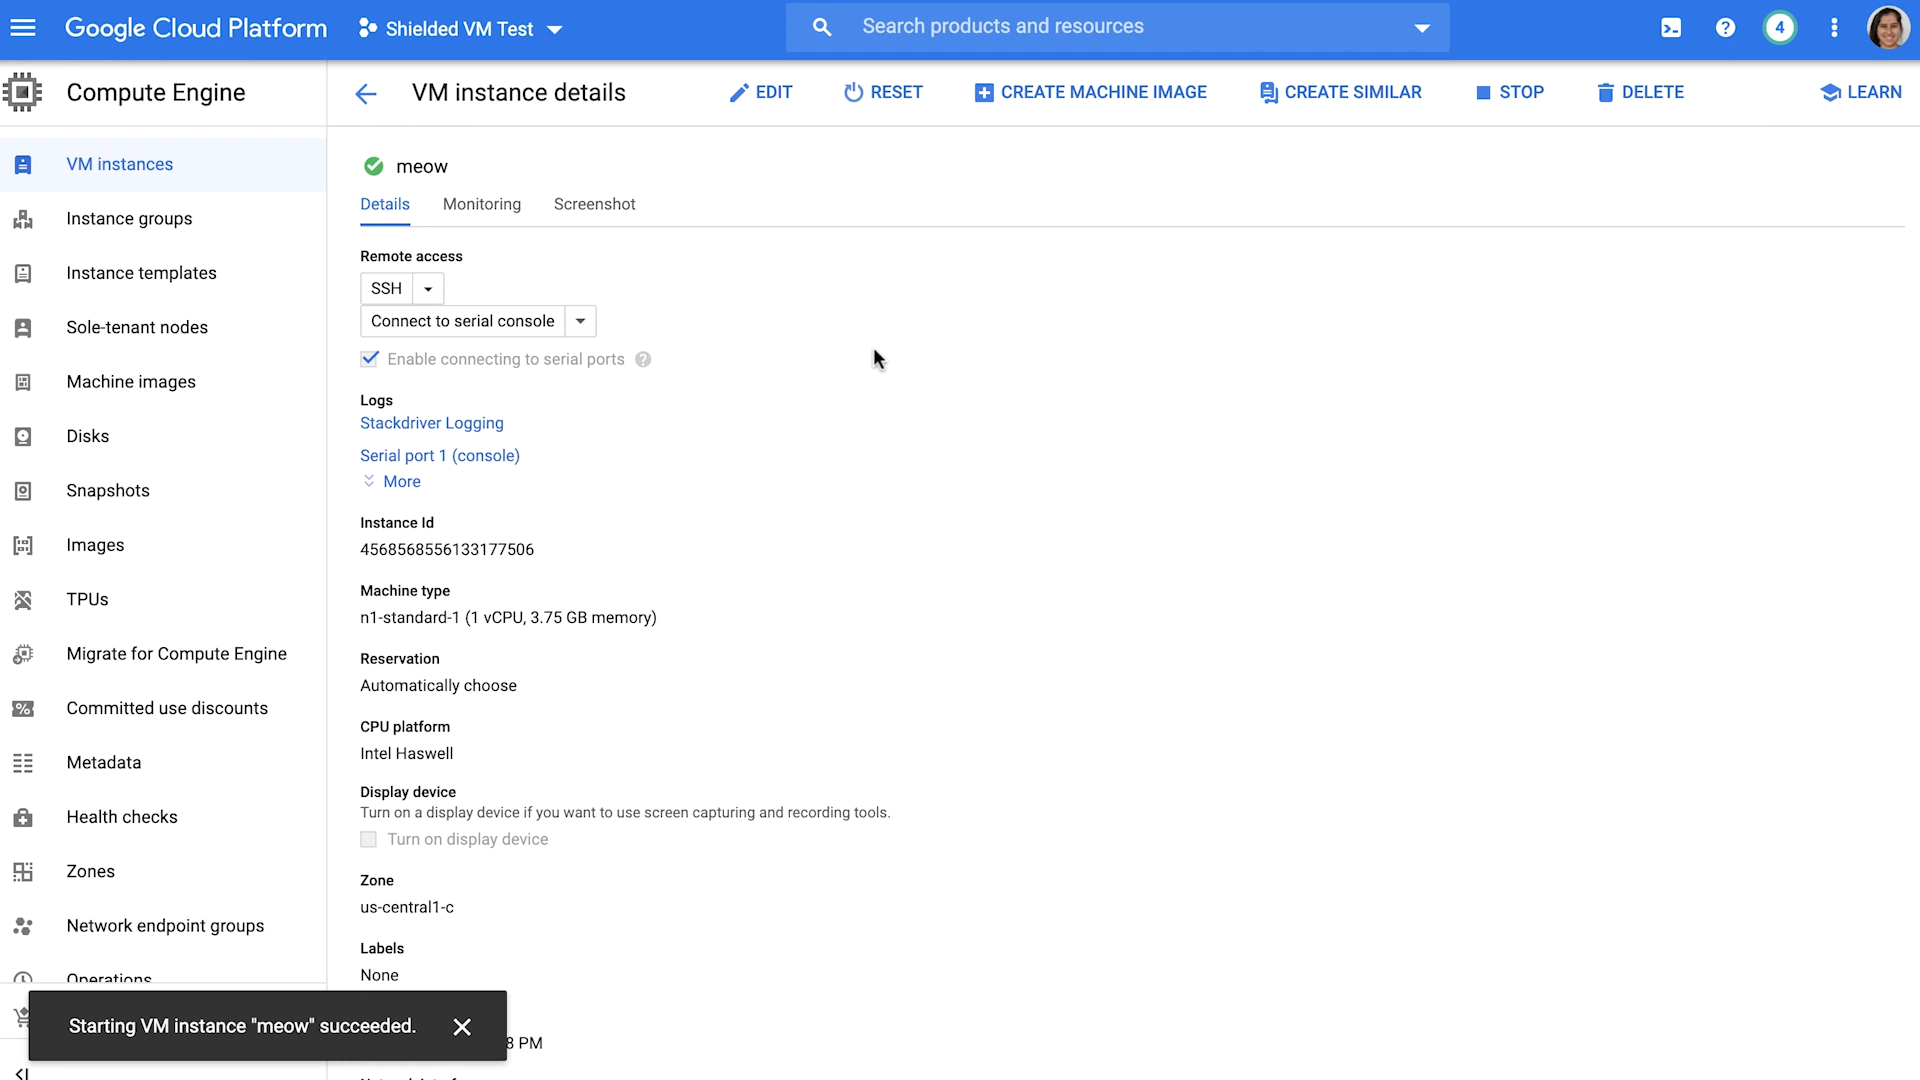 Google Cloud Platform
Shielded VM Test
Search products and resources
4
Compute Engine
VM instance details
EDIT
RESET
CREATE MACHINE IMAGE
CREATE SIMILAR
STOP
DELETE
LEARN
VM instances
Instance groups
Instance templates
Sole-tenant nodes
Machine images
Disks
Snapshots
Images
TPUs
Migrate for Compute Engine
Committed use discounts
Metadata
Health checks
Zones
Network endpoint groups
Operations
meow
Details
Monitoring
Screenshot
Remote access
SSH
Connect to serial console
Enable connecting to serial ports
Logs
Stackdriver Logging
Serial port 1 (console)
More
Instance Id
4568568556133177506
Machine type
n1-standard-1 (1 vCPU, 3.75 GB memory)
Reservation
Automatically choose
CPU platform
Intel Haswell
Display device
Turn on a display device if you want to use screen capturing and recording tools.
Turn on display device
Zone
us-central1-c
Labels
None
8 PM
Starting VM instance "meow" succeeded.